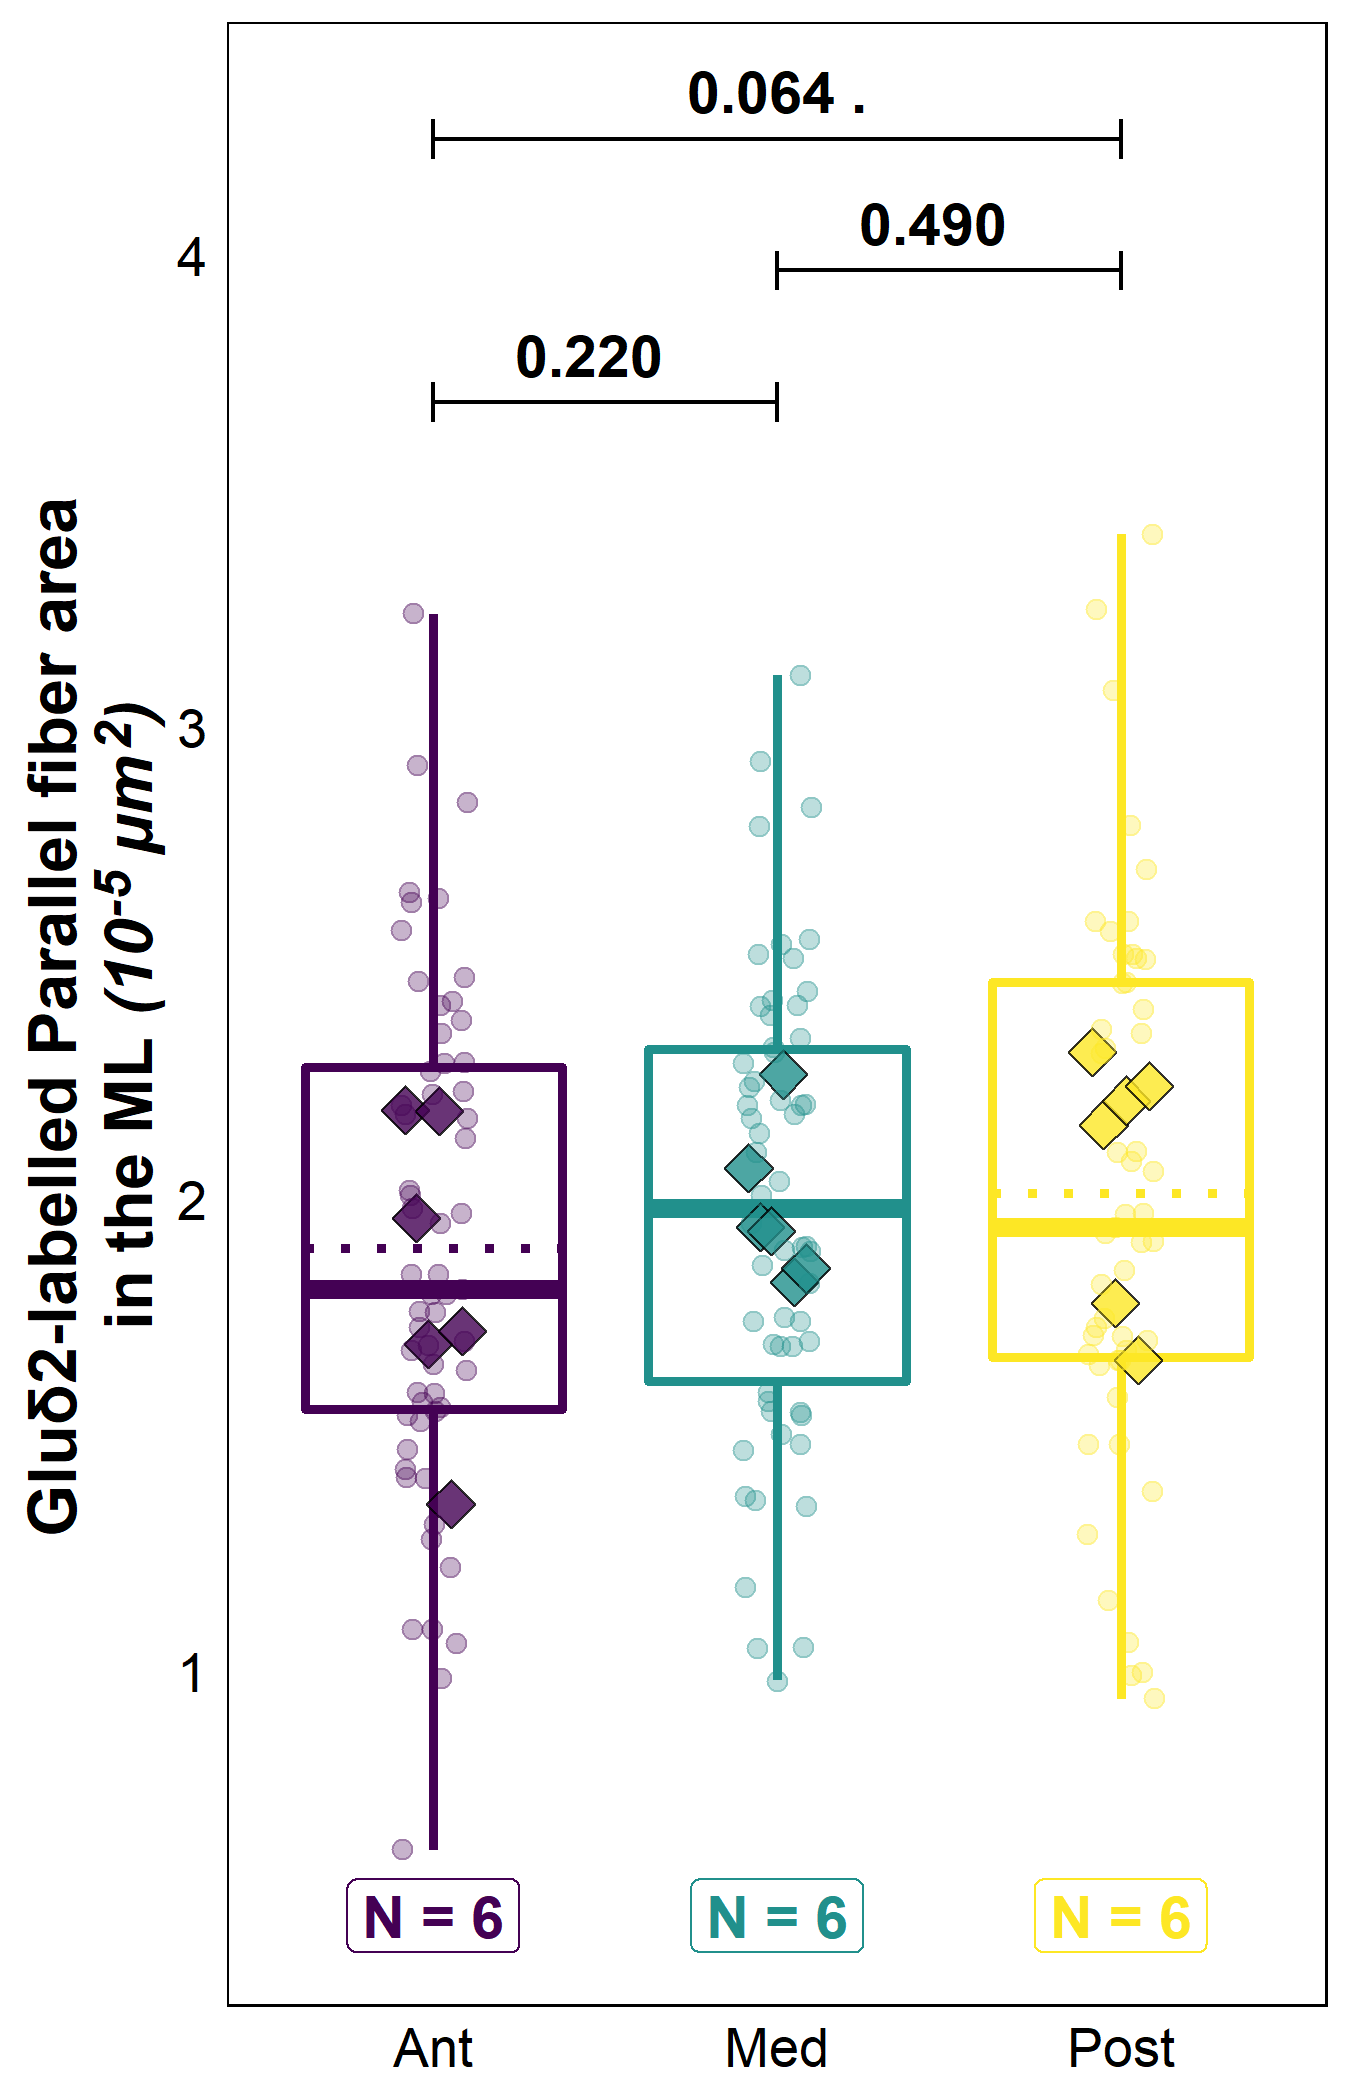 Gluδ2-labelled Parallel fiber area
in the ML (10⁻⁵ µm²)
0.064 .
0.490
0.220
4
3
2
1
N = 6
N = 6
N = 6
Ant
Med
Post